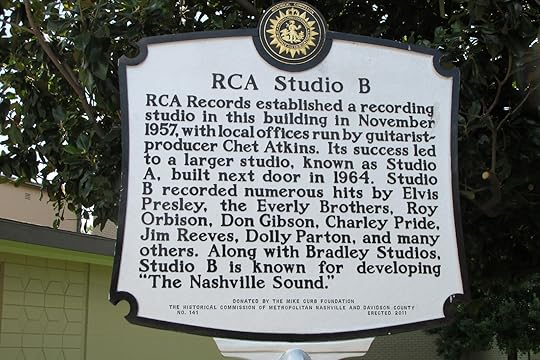 RCA Studio B
RCA Records established a recording
studio in this building in November
1957, with local offices run by guitarist-
producer Chet Atkins. Its success led
to a larger studio, known as Studio
A, built next door in 1964. Studio
B recorded numerous hits by Elvis
Presley, the Everly Brothers, Roy
Orbison, Don Gibson, Charley Pride,
Jim Reeves, Dolly Parton, and many
others. Along with Bradley Studios,
Studio B is known for developing
"The Nashville Sound."
DONATED BY THE MIKE CURB FOUNDATION
THE HISTORICAL COMMISSION OF METROPOLITAN NASHVILLE AND DAVIDSON COUNTY
NO. 141 ERECTED 2011